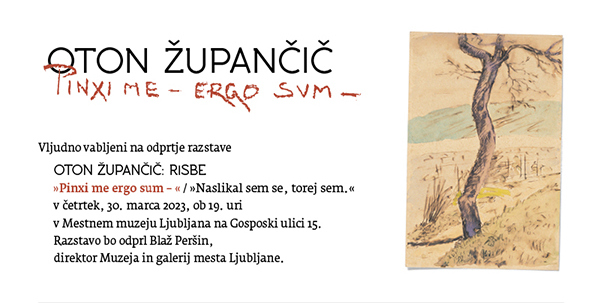 OTON ŽUPANČIČ
PINXI ME – ERGO SUM –
Vljudno vabljeni na odprtje razstave
OTON ŽUPANČIČ: RISBE
»Pinxi me ergo sum – « / »Naslikal sem se, torej sem.«
v četrtek, 30. marca 2023, ob 19. uri
v Mestnem muzeju Ljubljana na Gosposki ulici 15.
Razstavo bo odprl Blaž Peršin,
direktor Muzeja in galerij mesta Ljubljane.